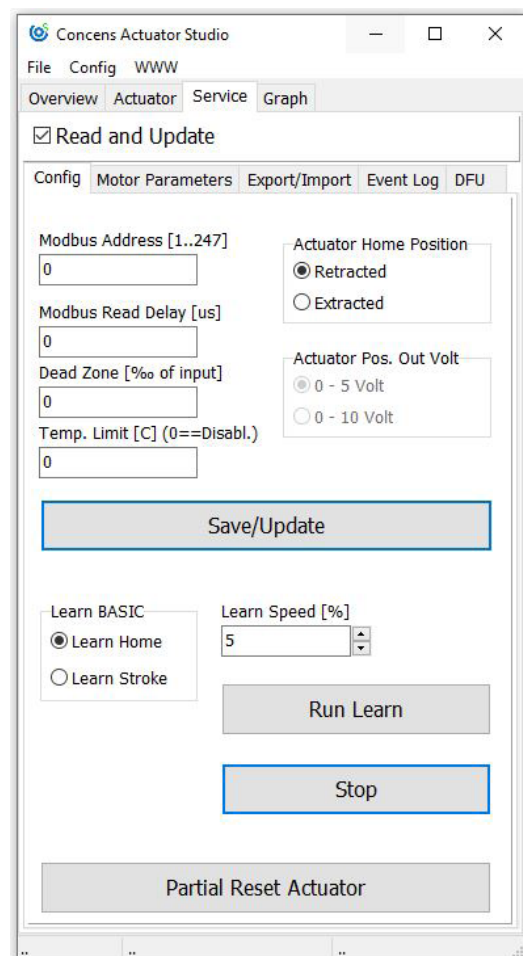 Concens Actuator Studio
File Config WWW
Overview Actuator Service Graph
Read and Update
Config Motor Parameters Export/Import Event Log DFU
Modbus Address [1..247]
0
Modbus Read Delay [us]
0
Dead Zone [‰ of input]
0
Temp. Limit [C] (0==Disabl.)
0
Actuator Home Position
Retracted
Extracted
Actuator Pos. Out Volt
0 - 5 Volt
0 - 10 Volt
Save/Update
Learn BASIC
Learn Home
Learn Stroke
Learn Speed [%]
5
Run Learn
Stop
Partial Reset Actuator
.. .. ..